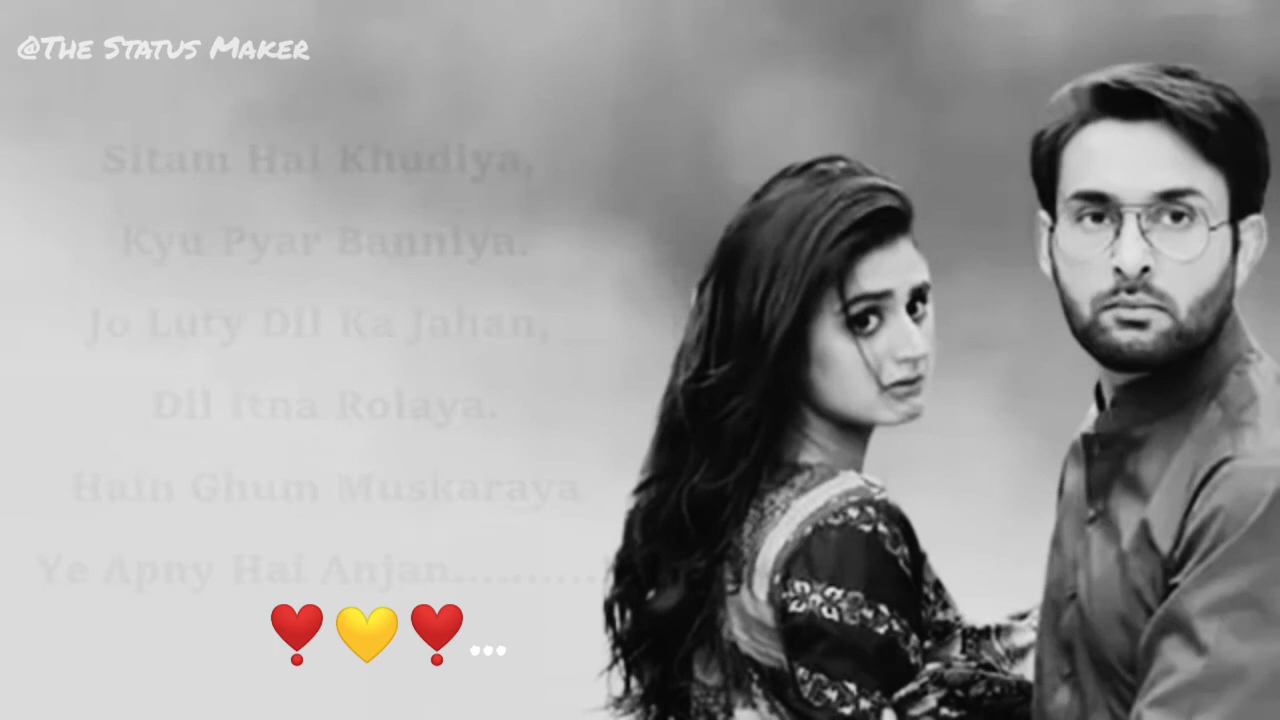 @The Status Maker
Sitam Hai Khudiya,
Kyu Pyar Banniya.
Jo Luty Dil Ka Jahan,
Dil Itna Rolaya.
Hain Ghum Muskaraya
Ye Apny Hai Anjan...........
❣💛❣...